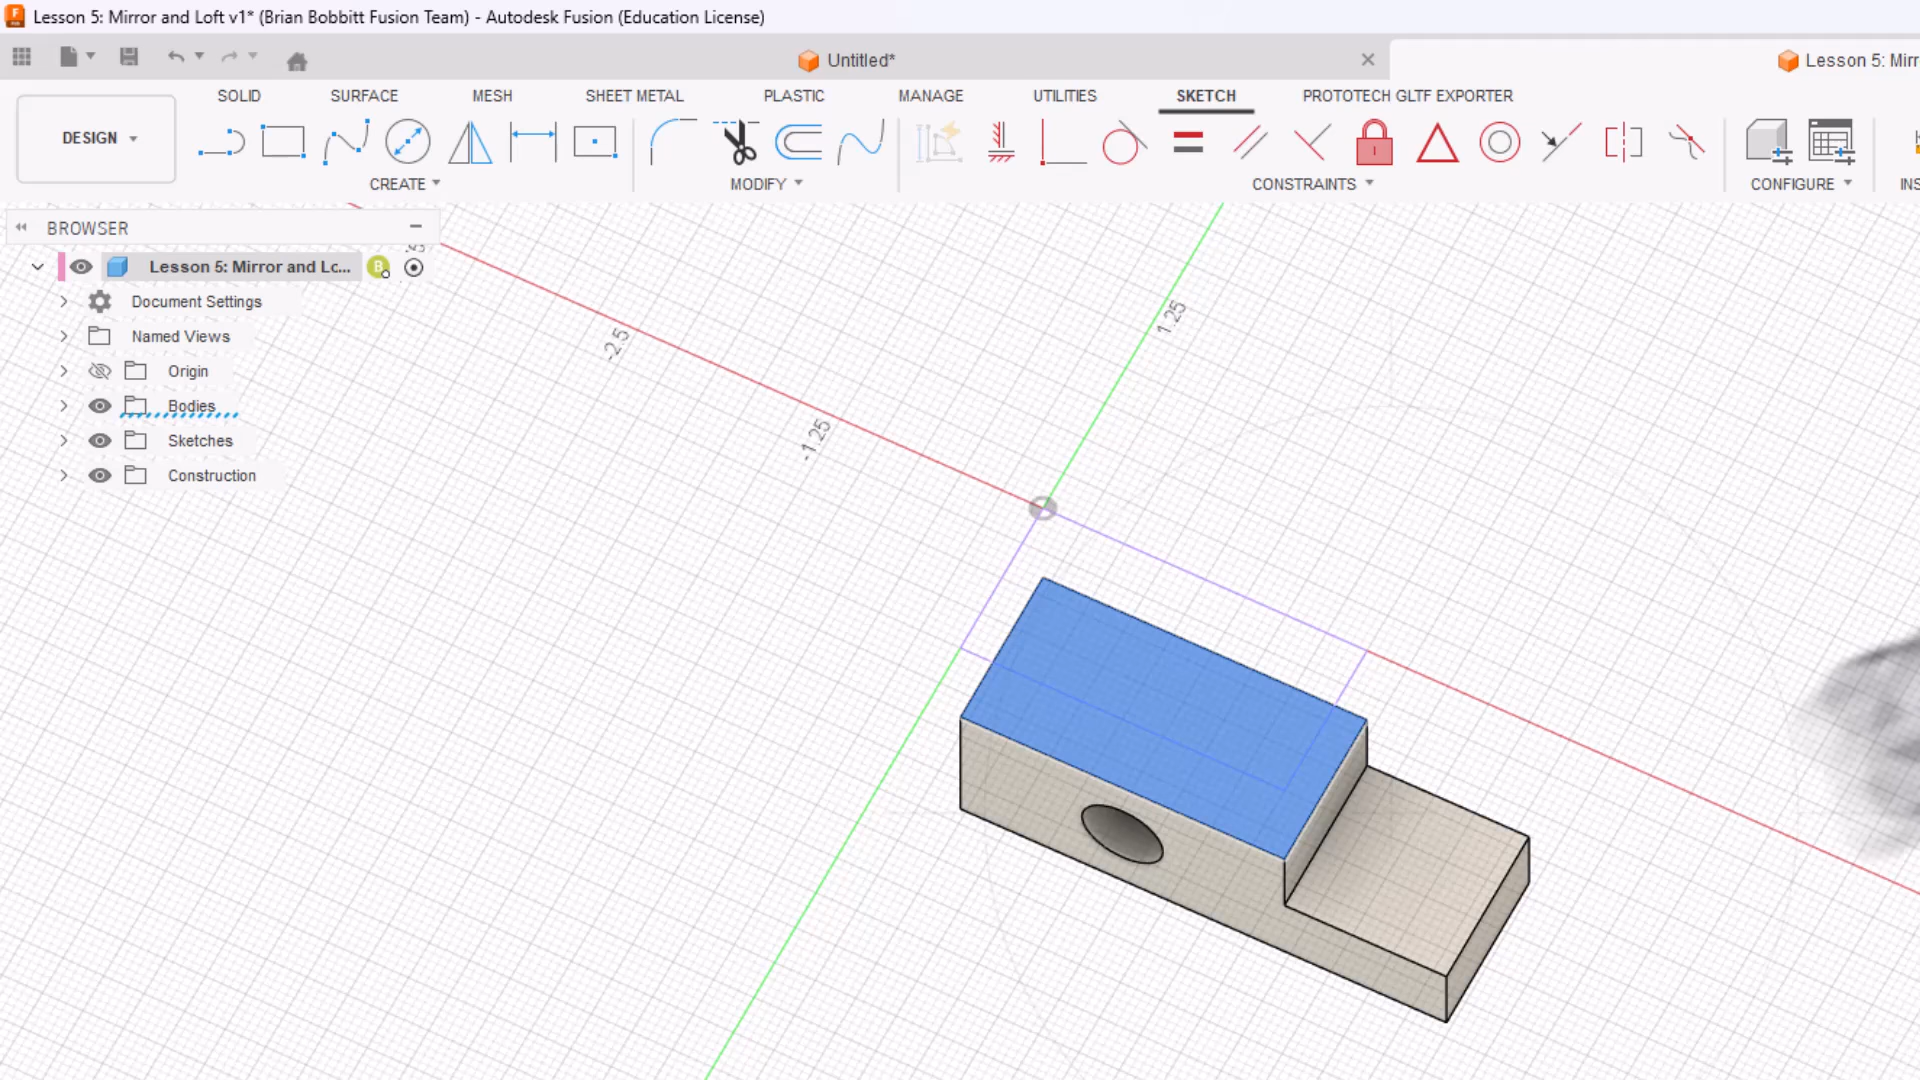 Lesson 5: Mirror and Loft v1* (Brian Bobbitt Fusion Team) - Autodesk Fusion (Education License)
Untitled*
Lesson 5: Mirr
SOLID SURFACE MESH SHEET METAL PLASTIC MANAGE UTILITIES SKETCH PROTOTECH GLTF EXPORTER
DESIGN
CREATE MODIFY CONSTRAINTS CONFIGURE INS
BROWSER
Lesson 5: Mirror and Lc...
B
Document Settings
Named Views
Origin
Bodies
Sketches
Construction
-2.5
-1.25
1.25